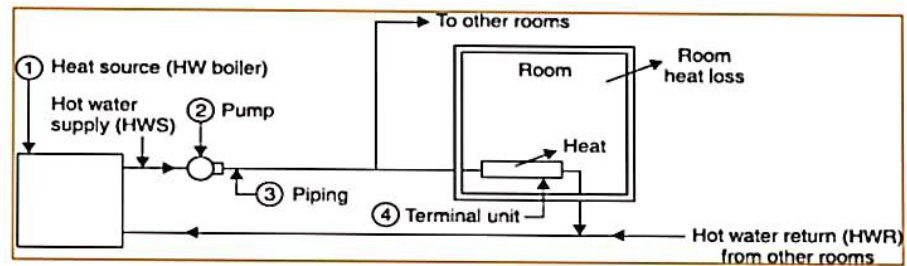 To other rooms
① Heat source (HW boiler)
Room
Room
heat loss
Hot water
supply (HWS)
② Pump
Heat
③ Piping
④ Terminal unit
Hot water return (HWR)
from other rooms